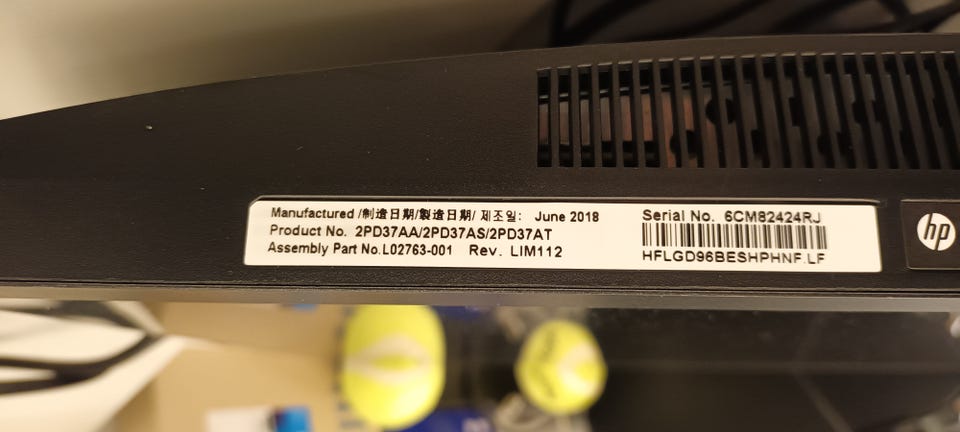 Manufactured /制造日期/製造日期/ 제조일: June 2018
Product No. 2PD37AA/2PD37AS/2PD37AT
Assembly Part No.L02763-001 Rev. LIM112
Serial No. 6CM82424RJ
HFLGD96BESHPHNF.LF
hp